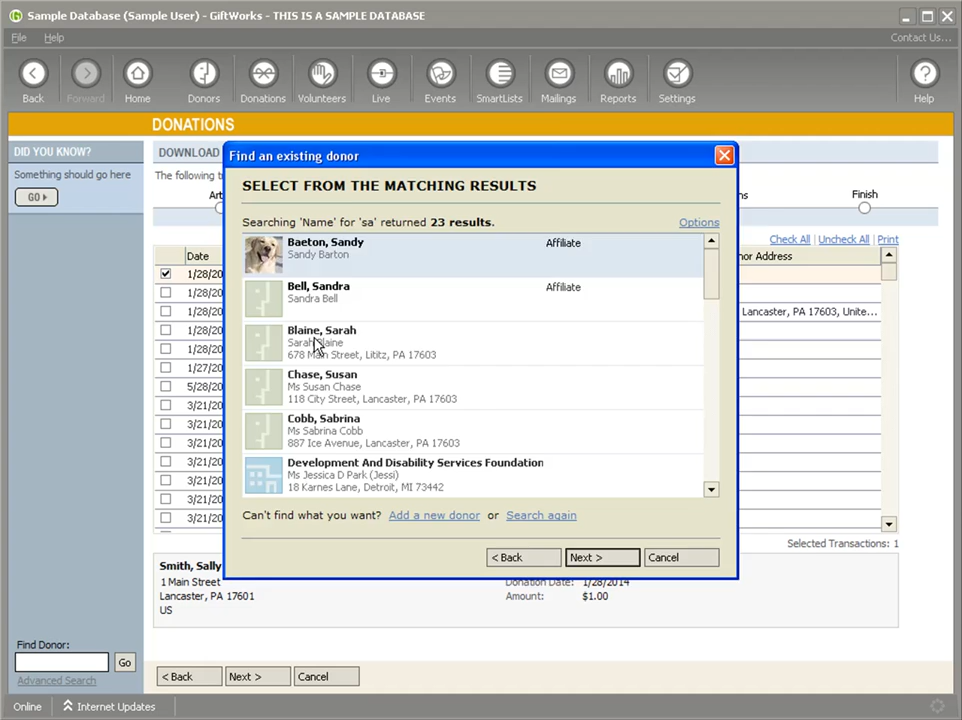 Sample Database (Sample User) - GiftWorks - THIS IS A SAMPLE DATABASE
File Help Contact Us...
Back Forward Home Donors Donations Volunteers Live Events SmartLists Mailings Reports Settings Help
DONATIONS
DID YOU KNOW?
Something should go here
GO
DOWNLOAD
The following
Finish
Check All | Uncheck All | Print
Date
1/28/20
1/28/20
1/28/20
Lancaster, PA 17603, Unite...
1/28/20
1/28/20
1/27/20
5/28/20
3/21/20
3/21/20
3/21/20
3/21/20
3/21/20
3/21/20
3/21/20
Find an existing donor
SELECT FROM THE MATCHING RESULTS
Searching 'Name' for 'sa' returned 23 results.
Options
Baeton, Sandy
Affiliate
Sandy Barton
Bell, Sandra
Affiliate
Sandra Bell
Blaine, Sarah
Sarah Blaine
678 Main Street, Lititz, PA 17603
Chase, Susan
Ms Susan Chase
118 City Street, Lancaster, PA 17603
Cobb, Sabrina
Ms Sabrina Cobb
887 Ice Avenue, Lancaster, PA 17603
Development And Disability Services Foundation
Ms Jessica D Park (Jessi)
18 Karnes Lane, Detroit, MI 73442
Can't find what you want? Add a new donor or Search again
< Back Next > Cancel
Selected Transactions: 1
Smith, Sally
1 Main Street
Lancaster, PA 17601
US
Donation Date: 1/28/2014
Amount: $1.00
Find Donor:
Go
Advanced Search
< Back Next > Cancel
Online Internet Updates